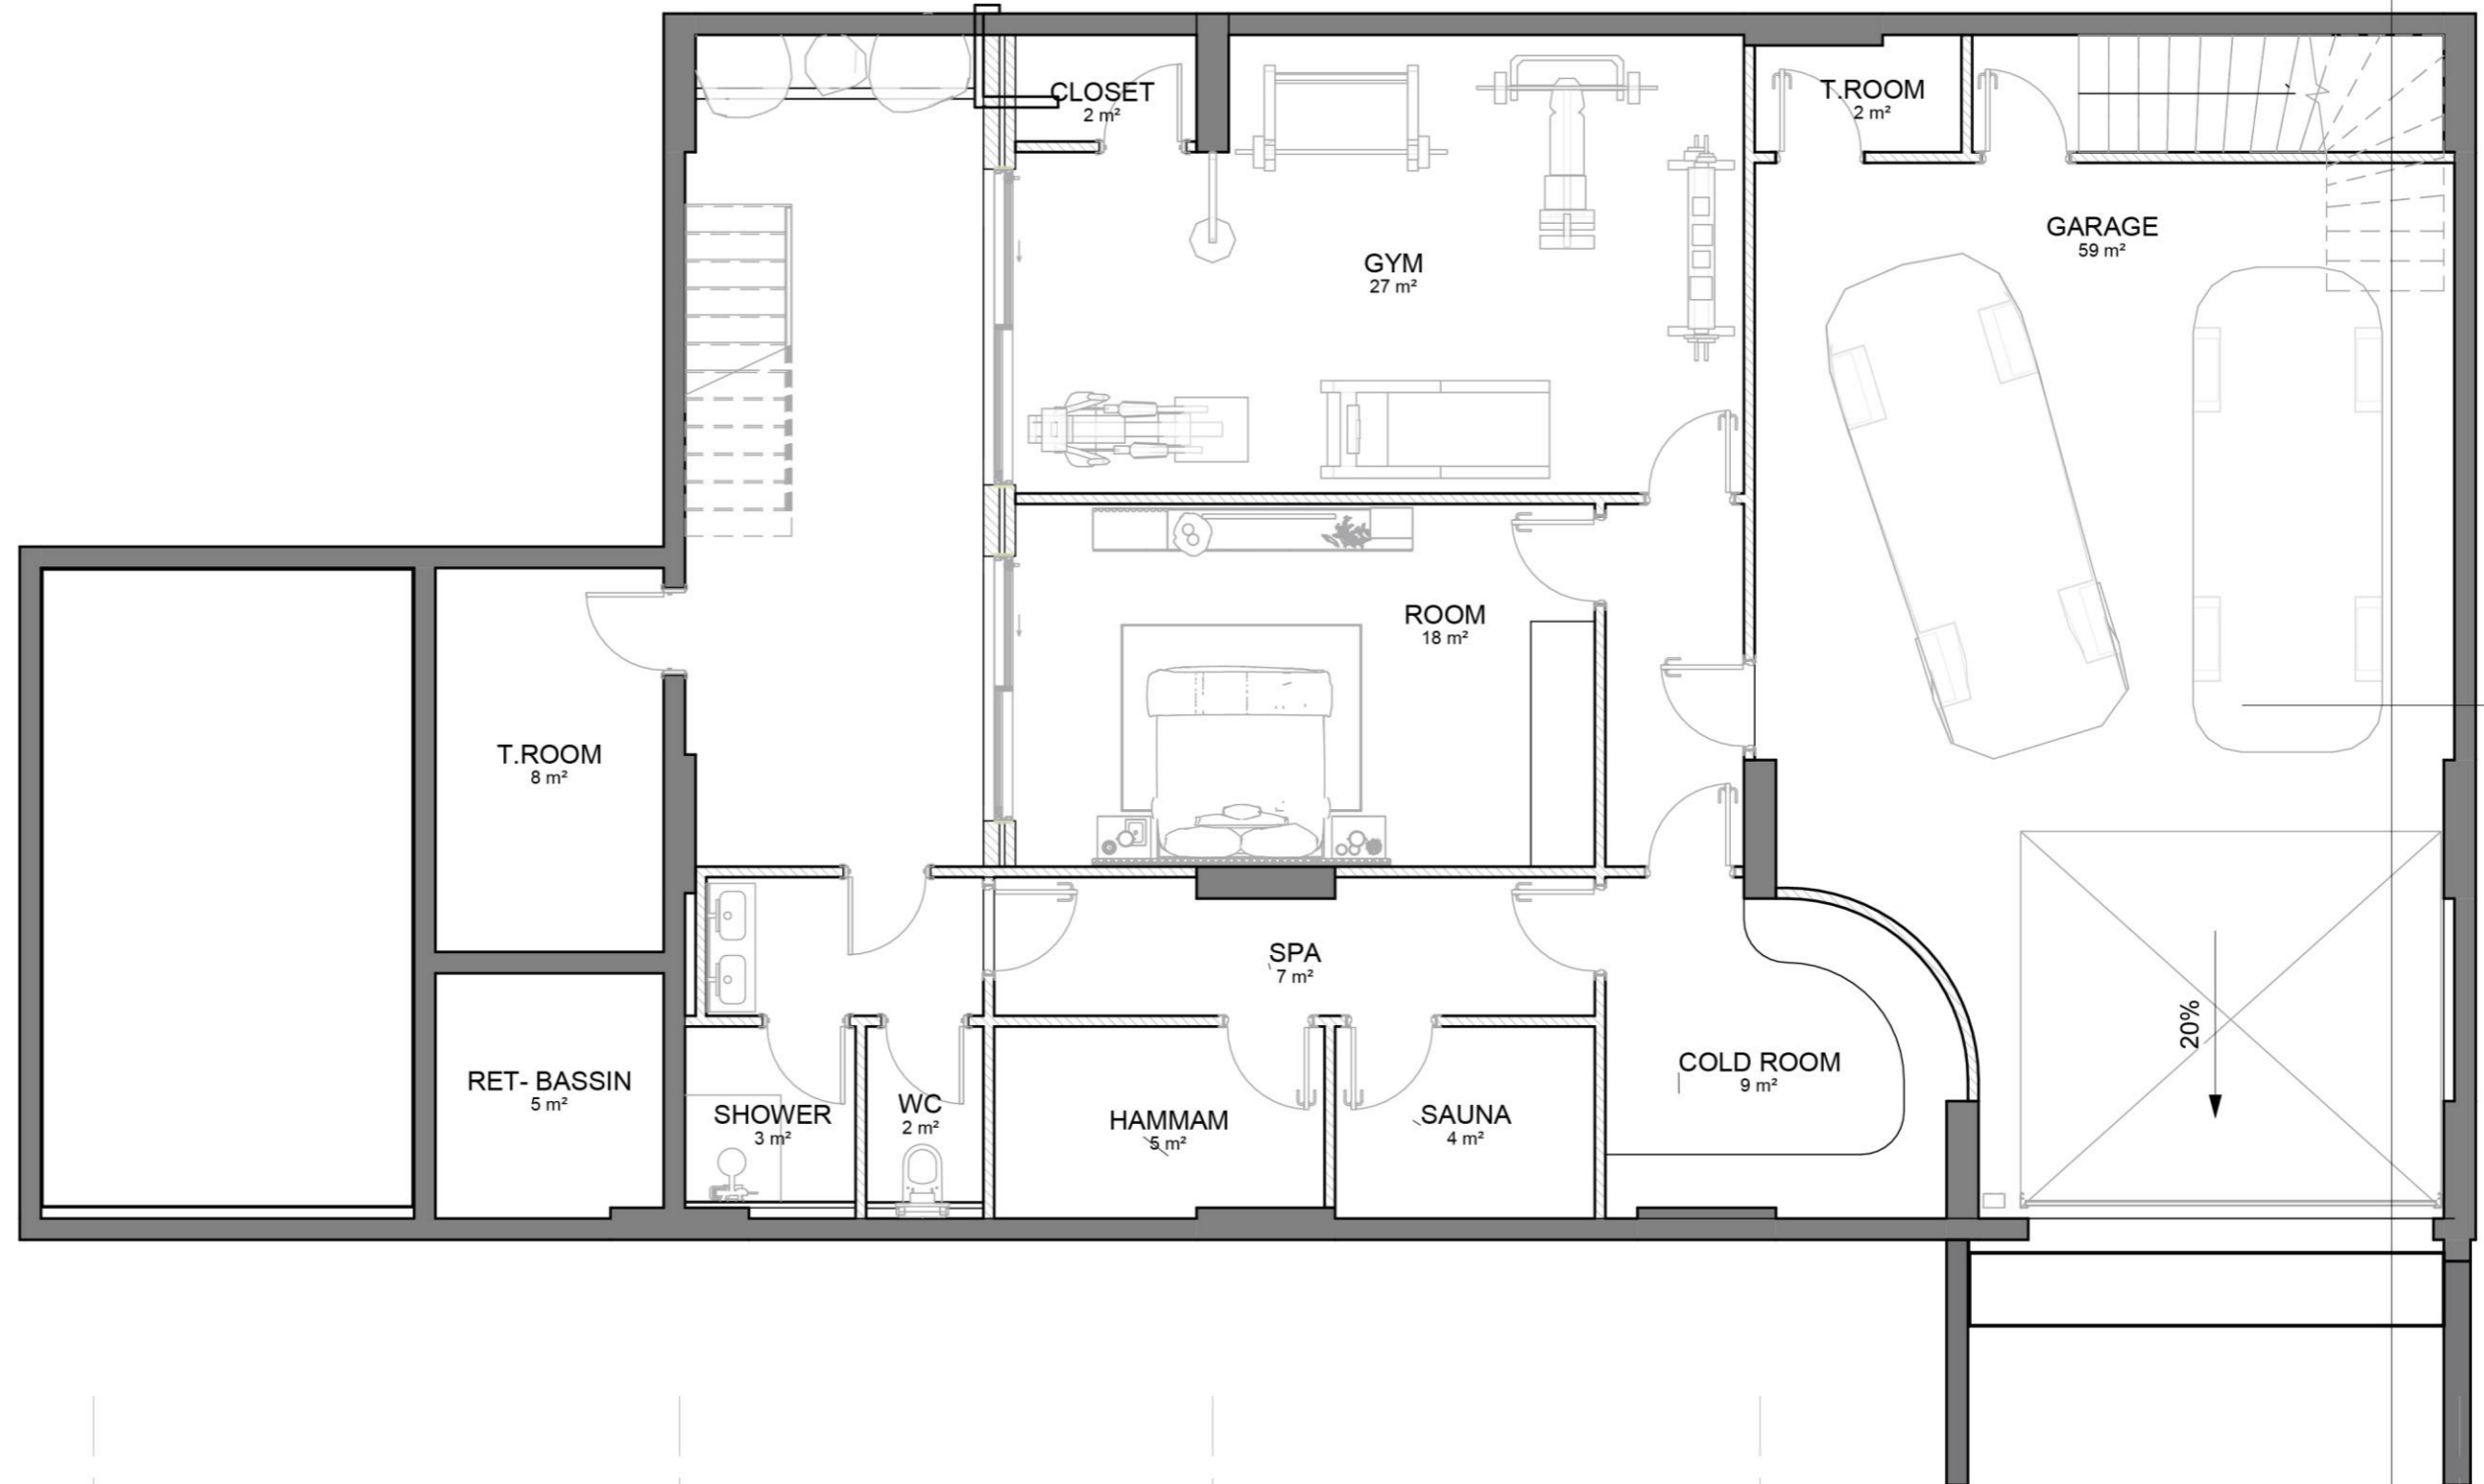 CLOSET
2 m²
T.ROOM
2 m²
GARAGE
59 m²
GYM
27 m²
ROOM
18 m²
T.ROOM
8 m²
SPA
7 m²
20%
COLD ROOM
9 m²
RET- BASSIN
5 m²
SHOWER
3 m²
WC
2 m²
HAMMAM
5 m²
SAUNA
4 m²